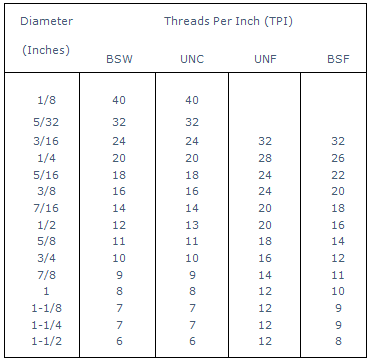 Diameter Threads Per Inch (TPI)
(Inches)
BSW UNC UNF BSF
1/8 40 40
5/32 32 32
3/16 24 24 32 32
1/4 20 20 28 26
5/16 18 18 24 22
3/8 16 16 24 20
7/16 14 14 20 18
1/2 12 13 20 16
5/8 11 11 18 14
3/4 10 10 16 12
7/8 9 9 14 11
1 8 8 12 10
1-1/8 7 7 12 9
1-1/4 7 7 12 9
1-1/2 6 6 12 8